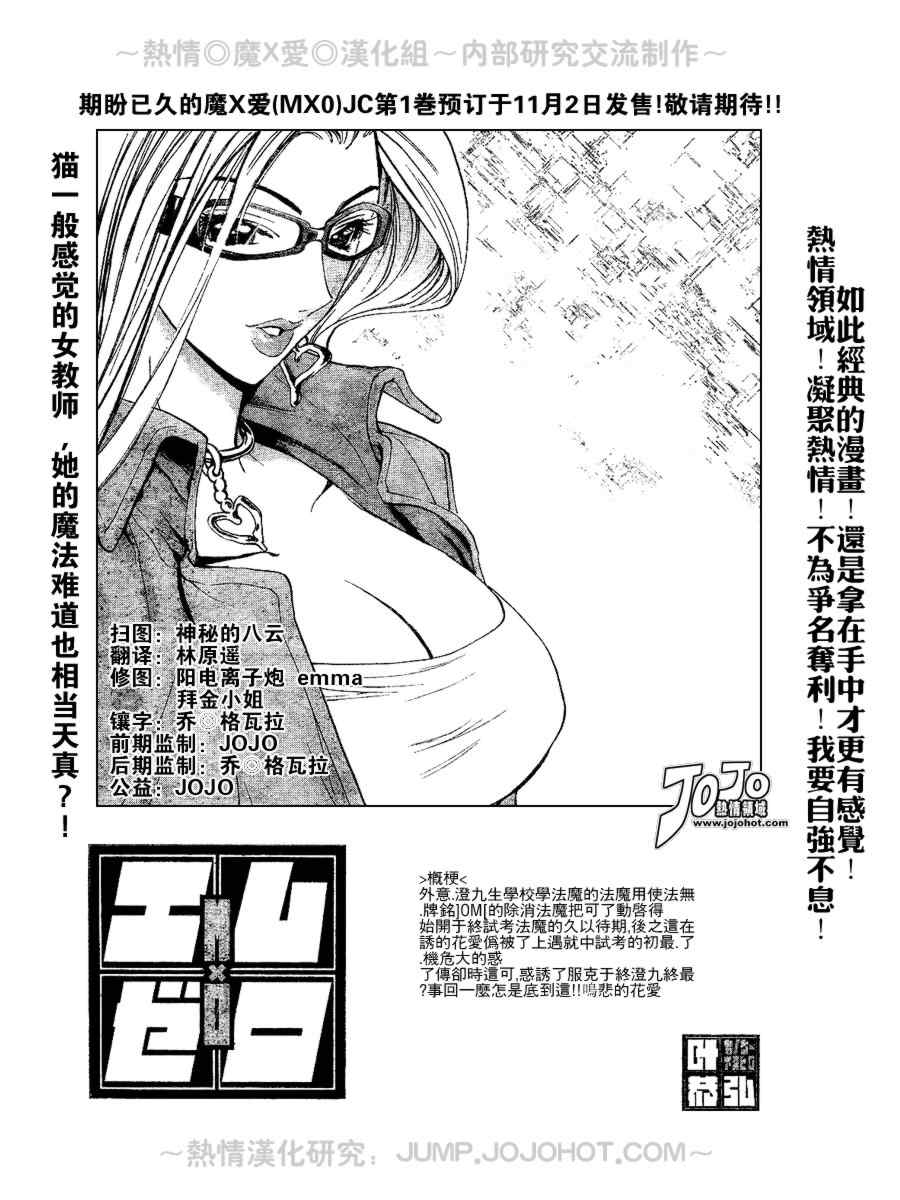 ～熱情◎魔X愛◎漢化組～内部研究交流制作～
期盼已久的魔X爱(MX0)JC第1卷预订于11月2日发售!敬请期待!!
如此經典的漫畫！還是拿在手中才更有感覺！
熱情領域！凝聚熱情！不為爭名奪利！我要自強不息！
猫一般感觉的女教师,她的魔法难道也相当天真?!
扫图: 神秘的八云
翻译: 林原遥
修图: 阳电离子炮 emma
拜金小姐
镶字: 乔◎格瓦拉
前期监制: JOJO
后期监制: 乔◎格瓦拉
公益: JOJO
JOJO
熱情領域
www.jojohot.com
エム
ゼロ
M×0
>概梗<
外意.澄九生學校學法魔的法魔用使法無
.牌銘]0M[的除消法魔把可了動啓得
始開于終試考法魔的久以待期,後之這在
誘的花愛僞被了上遇就中試考的初最.了
.機危大的惑
了傳卻時這可,惑誘了服克于終澄九終最
?事回一麼怎是底到這!!鳴悲的花愛
叶
恭弘
～熱情漢化研究：JUMP.JOJOHOT.COM～